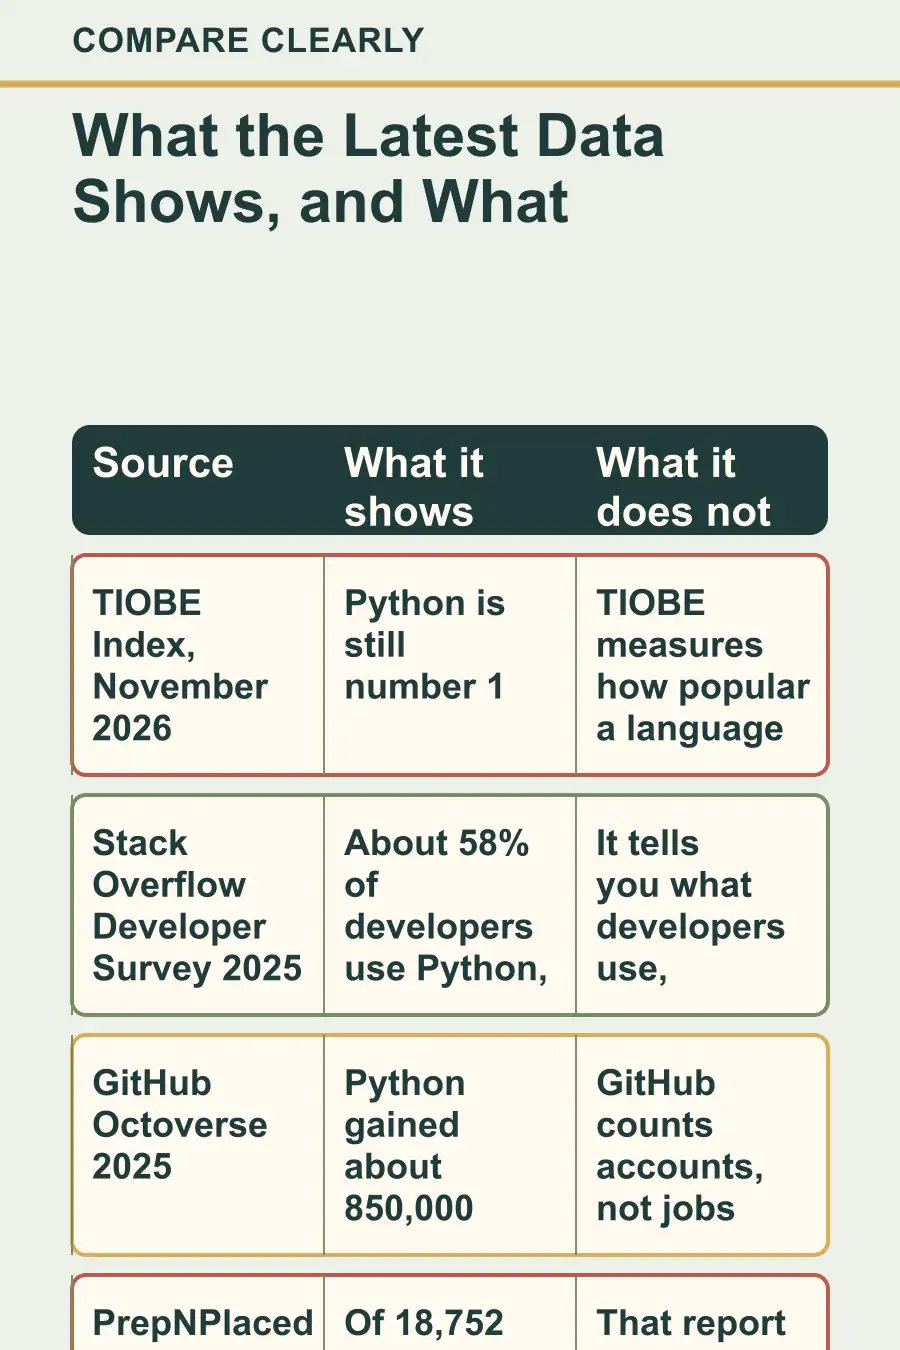 COMPARE CLEARLY
What the Latest Data
Shows, and What
Source
What it
shows
What it
does not
TIOBE
Index,
November
2026
Python is
still
number 1
TIOBE
measures
how popular
a language
Stack
Overflow
Developer
Survey 2025
About 58%
of
developers
use Python,
It tells
you what
developers
use,
GitHub
Octoverse
2025
Python
gained
about
850,000
GitHub
counts
accounts,
not jobs
PrepNPlaced
Of 18,752
That report